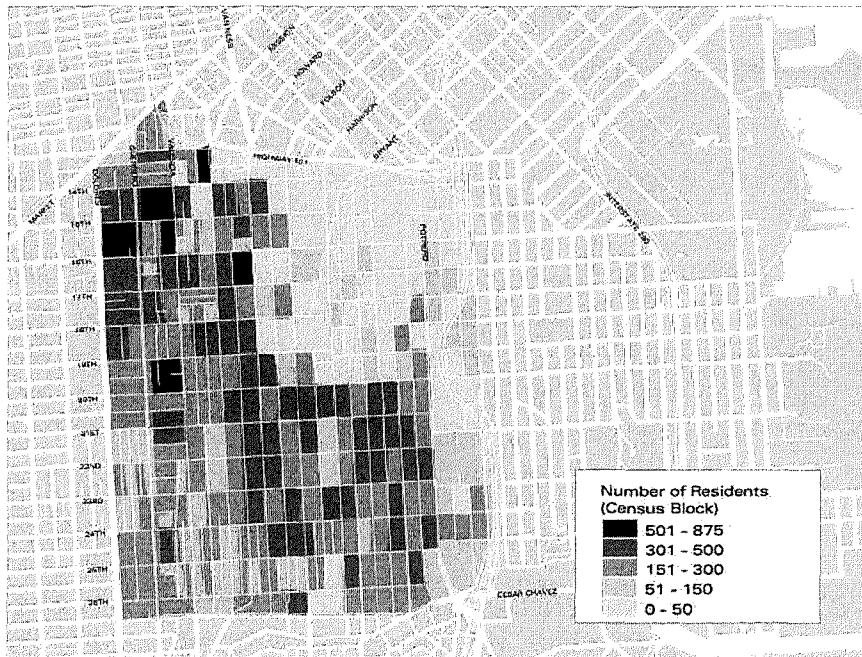 VAN NESS
MISSION
HOWARD
FOLSOM
HARRISON
BRYANT
HIGHWAY 101
VALENCIA
GUERRERO
DOLORES
MARKET
14TH
15TH
16TH
17TH
18TH
19TH
20TH
21ST
22ND
23RD
24TH
25TH
26TH
POTRERO
INTERSTATE 280
CESAR CHAVEZ
Number of Residents
(Census Block)
501 - 875
301 - 500
151 - 300
51 - 150
0 - 50